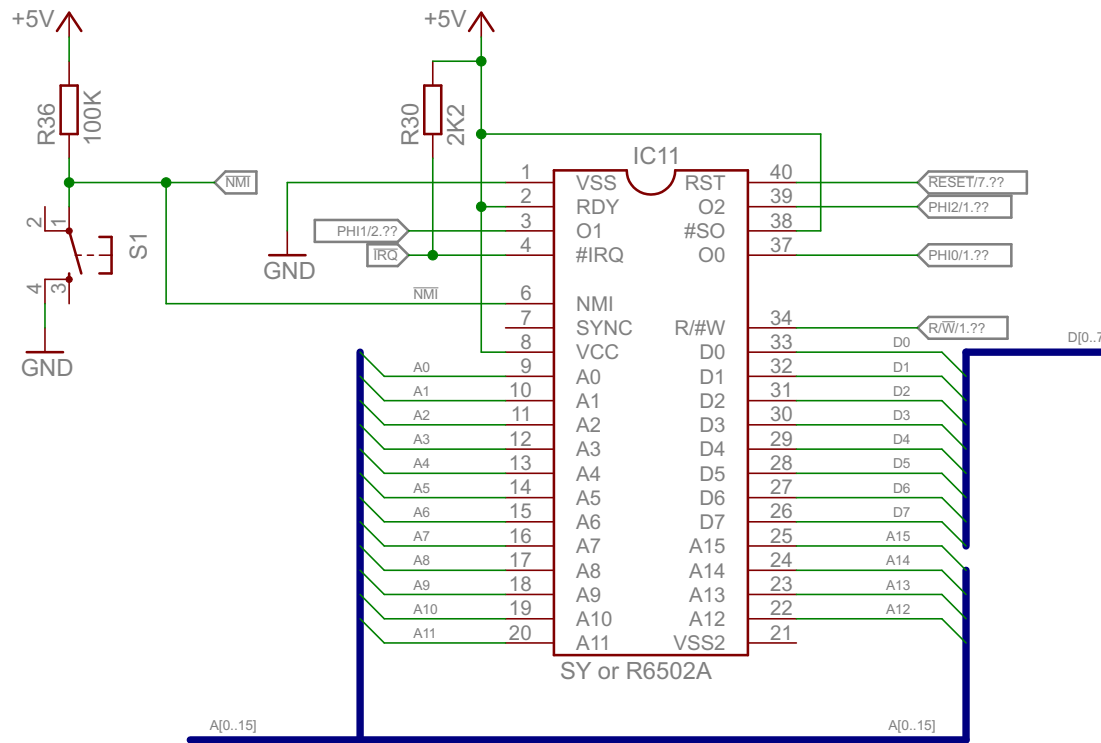 +5V
+5V
R36
100K
R30
2K2
NMI
2
1
S1
4
3
GND
GND
PHI1/2.??
IRQ
NMI
IC11
1 VSS RST 40
2 RDY O2 39
3 O1 #SO 38
4 #IRQ O0 37
6 NMI
7 SYNC R/#W 34
8 VCC D0 33
9 A0 D1 32
10 A1 D2 31
11 A2 D3 30
12 A3 D4 29
13 A4 D5 28
14 A5 D6 27
15 A6 D7 26
16 A7 A15 25
17 A8 A14 24
18 A9 A13 23
19 A10 A12 22
20 A11 VSS2 21
SY or R6502A
RESET/7.??
PHI2/1.??
PHI0/1.??
R/W/1.??
D[0..7
A0
A1
A2
A3
A4
A5
A6
A7
A8
A9
A10
A11
D0
D1
D2
D3
D4
D5
D6
D7
A15
A14
A13
A12
A[0..15]
A[0..15]